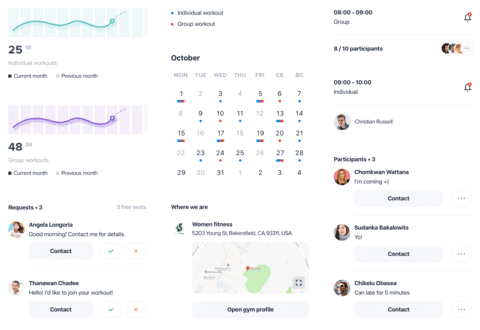 25 18
Individual workouts
Current month
Previous month
48 34
Group workouts
Current month
Previous month
Requests • 3
3 free seats
Angela Longoria
Good morning! Contact me for details.
Contact
Thanawan Chadee
Hello! I'd like to join your workout!
Contact
Individual workout
Group workout
October
MON TUE WED THU FRI СБ ВС
1 2 3 4 5 6 7
8 9 10 11 12 13 14
15 16 17 18 19 20 21
22 23 24 25 26 27 28
29 30 31 1 2 3 4
Where we are
Women fitness
5203 Young St, Bakersfield, CA 93311, USA
Open gym profile
08:00 - 09:00
Group
8 / 10 participants
09:00 - 10:00
Individual
Christian Russell
Participants • 3
Chomkwan Wattana
I'm coming =)
Contact
Sudanka Bakalowits
Yo!
Contact
Chikelu Obasea
Can late for 5 minutes
Contact